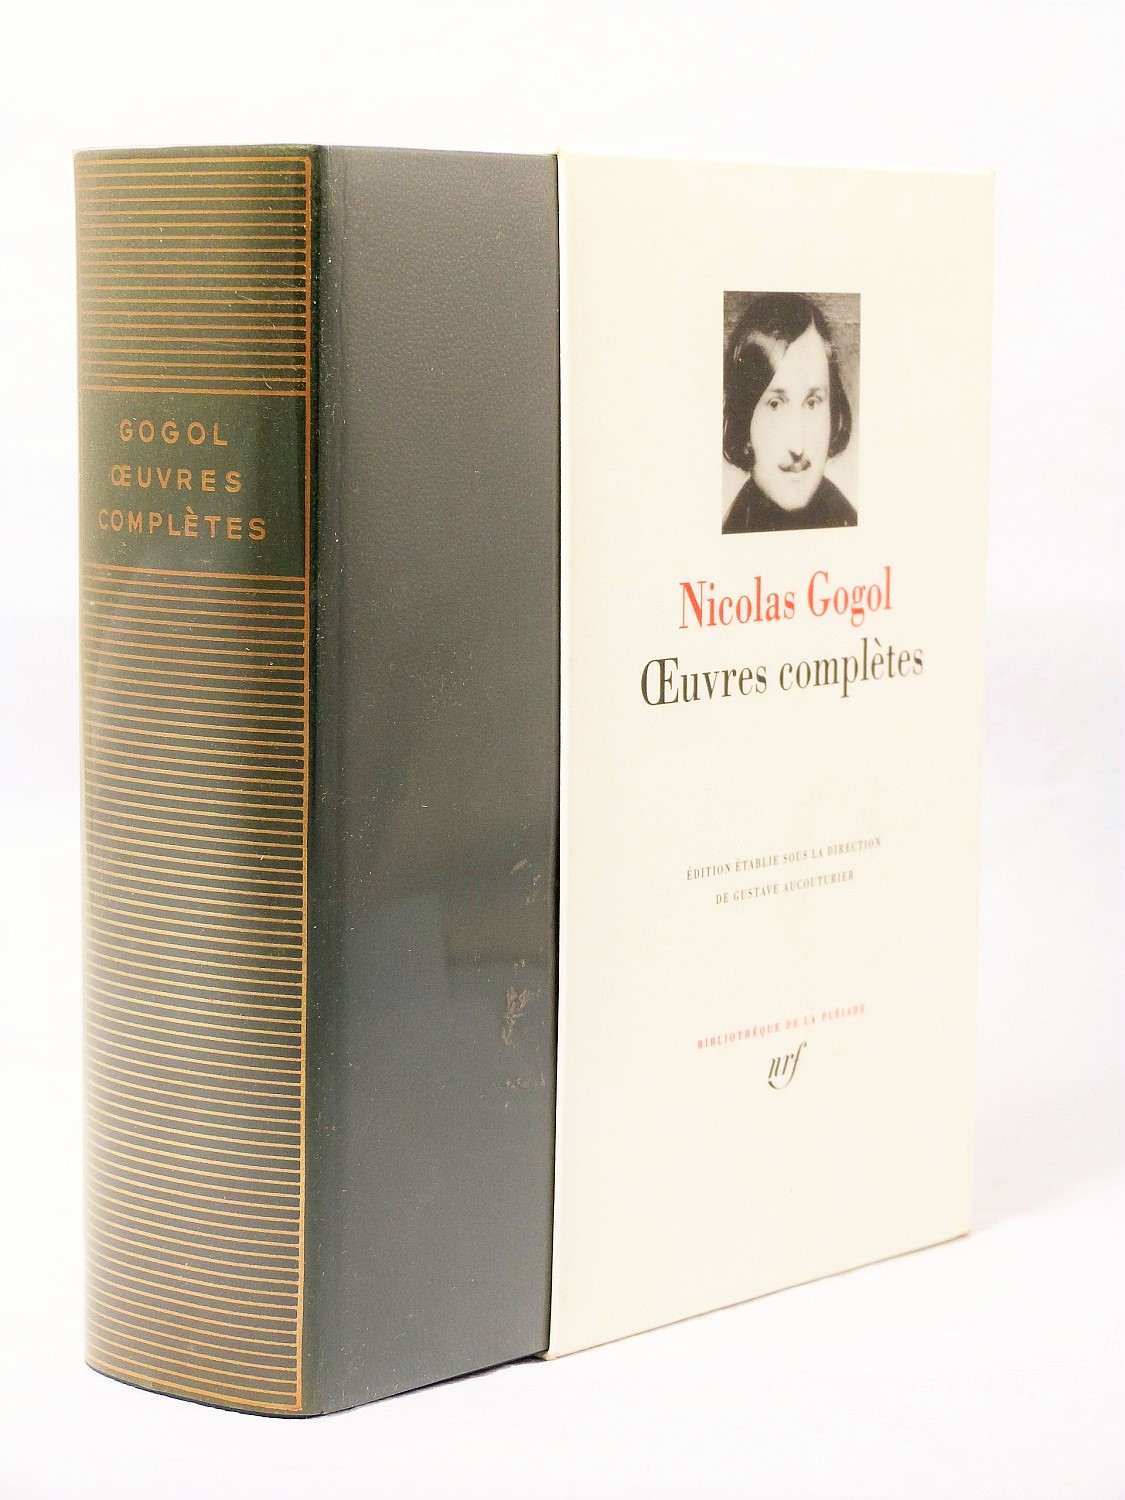 GOGOL
ŒUVRES
COMPLÈTES
Nicolas Gogol
Œuvres complètes
ÉDITION ÉTABLIE SOUS LA DIRECTION
DE GUSTAVE AUCOUTURIER
BIBLIOTHÈQUE DE LA PLÉIADE
nrf